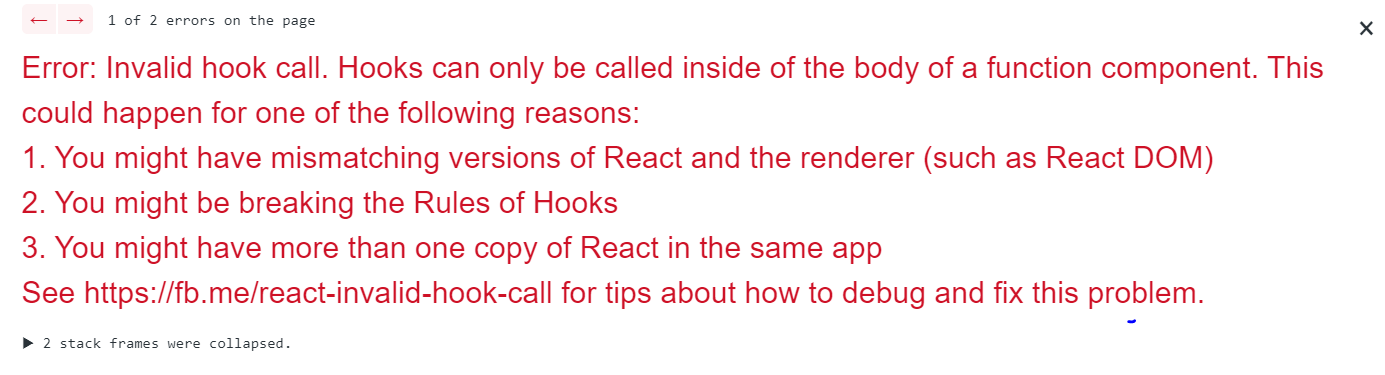 ← → 1 of 2 errors on the page
×
Error: Invalid hook call. Hooks can only be called inside of the body of a function component. This
could happen for one of the following reasons:
1. You might have mismatching versions of React and the renderer (such as React DOM)
2. You might be breaking the Rules of Hooks
3. You might have more than one copy of React in the same app
See https://fb.me/react-invalid-hook-call for tips about how to debug and fix this problem.
▶ 2 stack frames were collapsed.